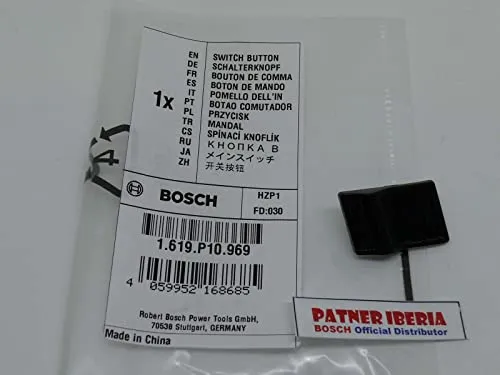 1x
EN SWITCH BUTTON
DE SCHALTERKNOPF
FR BOUTON DE COMMA
ES BOTON DE MANDO
IT POMELLO DELL'IN
PT BOTAO COMUTADOR
PL PRZYCISK
TR MANDAL
CS SPÍNACÍ KNOFLÍK
RU КНОПКА В
JA メインスイッチ
ZH 开关按钮
BOSCH
HZP1
FD:030
1.619.P10.969
4 059952 168685
Robert Bosch Power Tools GmbH,
70538 Stuttgart, GERMANY
Made in China
PATNER IBERIA
BOSCH Official Distributor